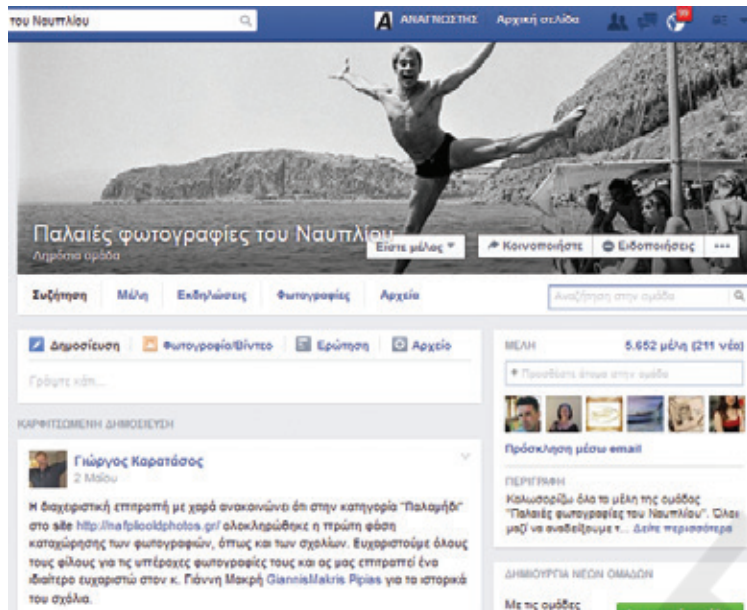 του Ναυπλίου
ΑΝΑΓΝΩΣΤΗΣ Αρχική σελίδα
Παλαιές φωτογραφίες του Ναυπλίου
Δημόσια ομάδα
Είστε μέλος Κοινοποιήστε Ειδοποιήσεις
Συζήτηση Μέλη Εκδηλώσεις Φωτογραφίες Αρχεία
Αναζήτηση στην ομάδα
Δημοσίευση Φωτογραφία/Βίντεο Ερώτηση Αρχείο
Γράψτε κάτι...
ΚΑΡΦΙΤΣΩΜΕΝΗ ΔΗΜΟΣΙΕΥΣΗ
Γιώργος Καρατάσος
2 Μαΐου
Η διαχειριστική επιτροπή με χαρά ανακοινώνει ότι στην κατηγορία "Παλαμήδι"
στο site http://nafpliooldphotos.gr/ ολοκληρώθηκε η πρώτη φάση
καταχώρησης των φωτογραφιών, όπως και των σχολίων. Ευχαριστούμε όλους
τους φίλους για τις υπέροχες φωτογραφίες τους και ας μας επιτραπεί ένα
ιδιαίτερο ευχαριστώ στον κ. Γιάννη Μακρή GiannisMakris Pipias για τα ιστορικά
του σχόλια.
ΜΕΛΗ 5.652 μέλη (211 νέα)
Προσθέστε άτομα στην ομάδα
Πρόσκληση μέσω email
ΠΕΡΙΓΡΑΦΗ
Καλωσορίζω όλα τα μέλη της ομάδας
"Παλιές φωτογραφίες του Ναυπλίου". Όλοι
μαζί να αναδείξουμε τ... Δείτε περισσότερα
ΔΗΜΙΟΥΡΓΙΑ ΝΕΩΝ ΟΜΑΔΩΝ
Με τις ομάδες